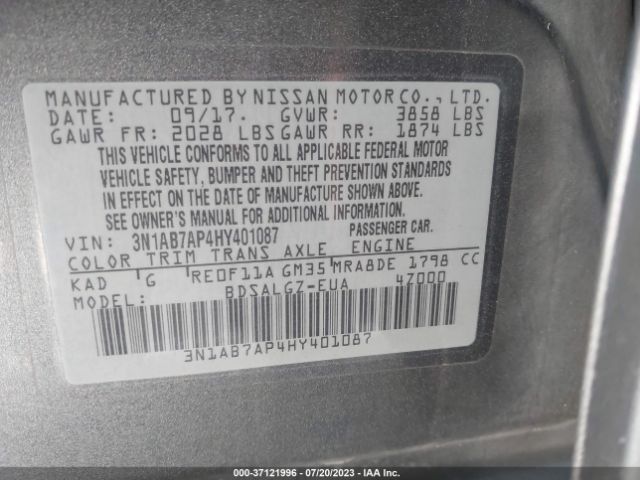 MANUFACTURED BY NISSAN MOTOR CO., LTD.
DATE: 09/17. GVWR: 3858 LBS
GAWR FR: 2028 LBS GAWR RR: 1874 LBS
THIS VEHICLE CONFORMS TO ALL APPLICABLE FEDERAL MOTOR
VEHICLE SAFETY, BUMPER AND THEFT PREVENTION STANDARDS
IN EFFECT ON THE DATE OF MANUFACTURE SHOWN ABOVE.
SEE OWNER'S MANUAL FOR ADDITIONAL INFORMATION.
VIN: 3N1AB7AP4HY401087 PASSENGER CAR.
COLOR TRIM TRANS AXLE ENGINE
KAD G RE0F11A GM35 MRA8DE 1798 CC
MODEL: BDSALGZ-EUA 4Z000
3N1AB7AP4HY401087
000-37121996 - 07/20/2023 - IAA Inc.